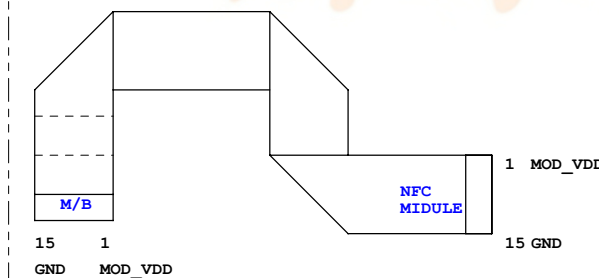 1 MOD_VDD
NFC
MIDULE
M/B
15 GND
15 1
GND MOD_VDD